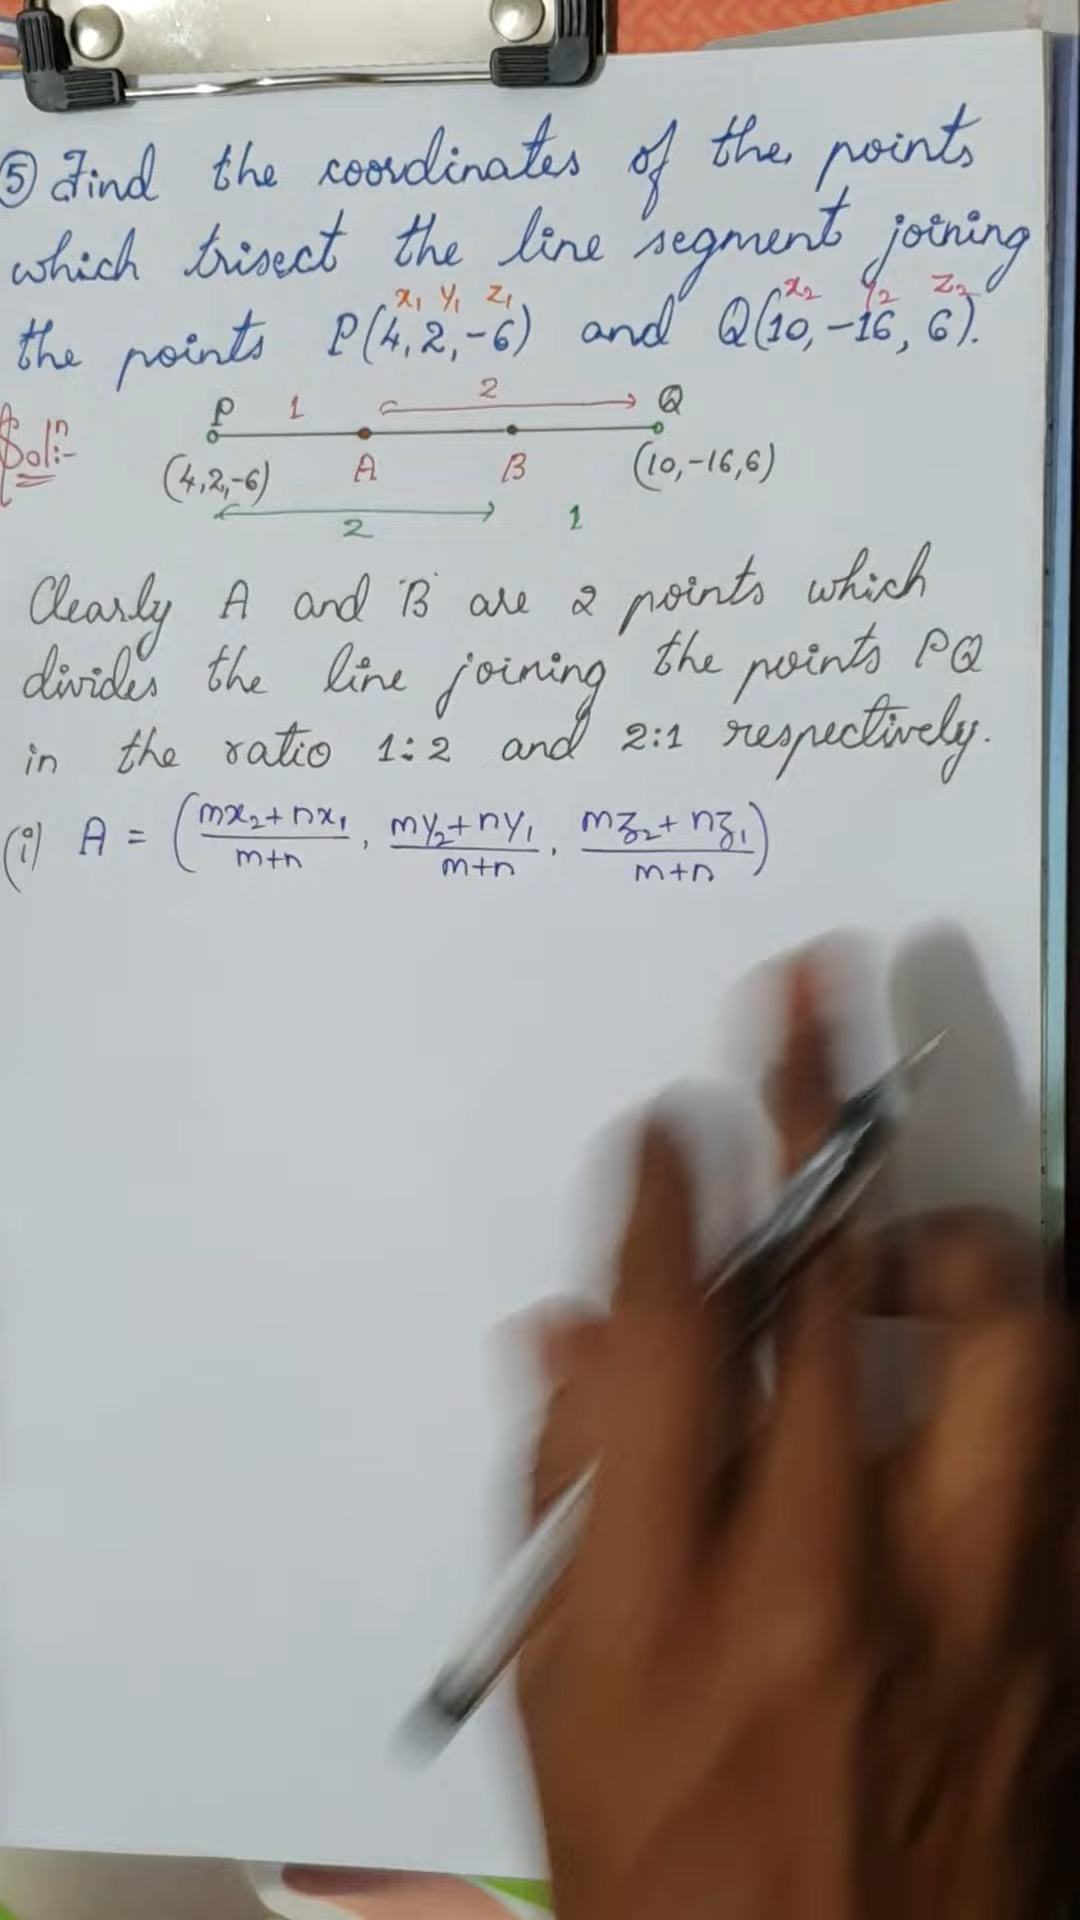 ⑤ Find the coordinates of the points
which trisect the line segment joining
x₁ y₁ z₁ x₂ y₂ z₂
the points P(4,2,-6) and Q(10,-16, 6).
Solⁿ:- P 1 2 Q
(4,2,-6) A B (10,-16,6)
2 1
Clearly A and B are 2 points which
divides the line joining the points PQ
in the ratio 1:2 and 2:1 respectively.
(i) A = ( (mx₂+nx₁)/(m+n) , (my₂+ny₁)/(m+n) , (mz₂+nz₁)/(m+n) )